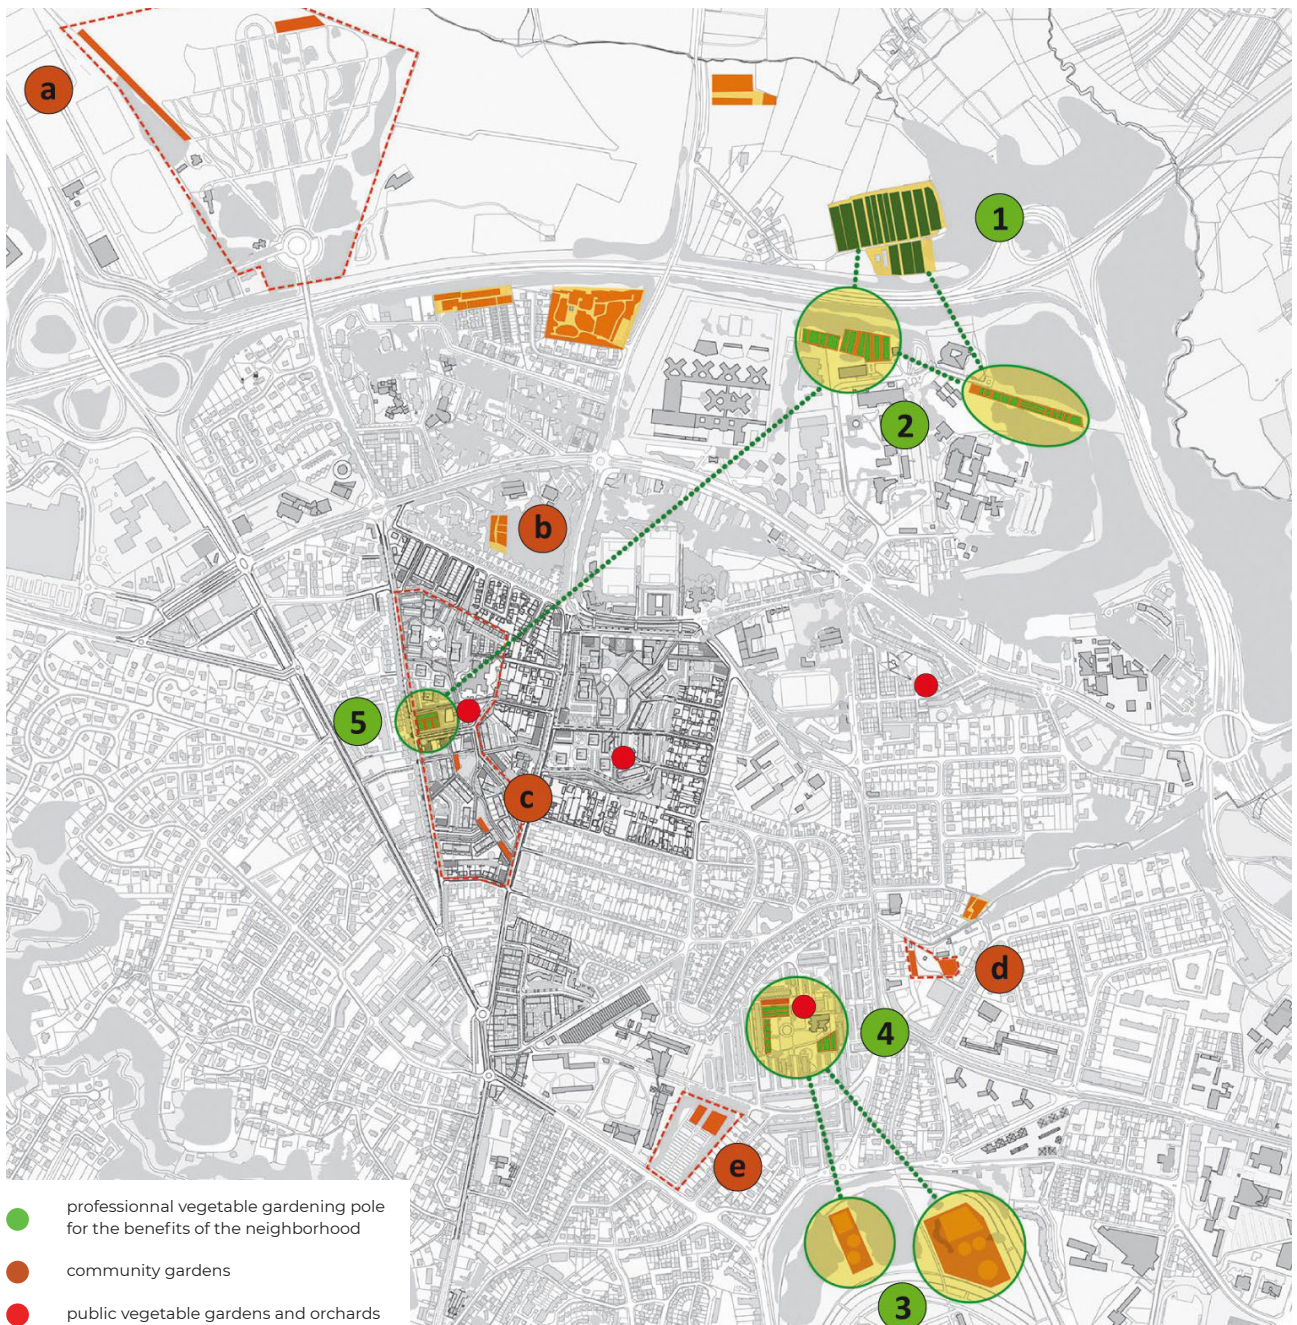 a
1
2
b
5
c
d
4
e
3
professionnal vegetable gardening pole
for the benefits of the neighborhood
community gardens
public vegetable gardens and orchards